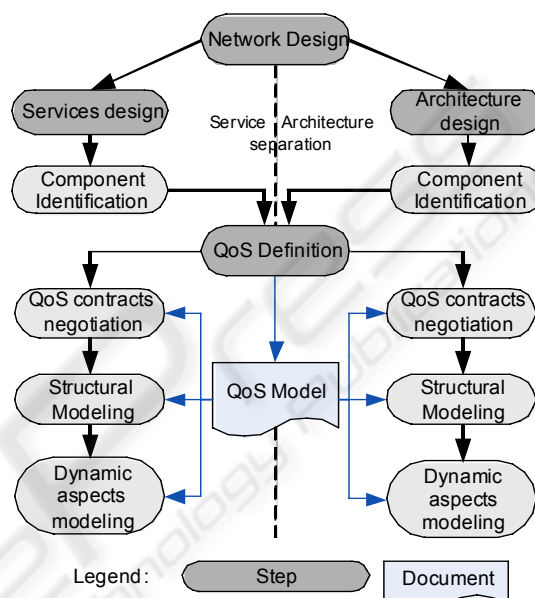 Network Design
Services design
Architecture
design
Service Architecture
separation
Component
Identification
Component
Identification
QoS Definition
QoS contracts
negotiation
QoS contracts
negotiation
Structural
Modeling
QoS Model
Structural
Modeling
Dynamic
aspects
modeling
Dynamic
aspects
modeling
Legend:
Step
Document